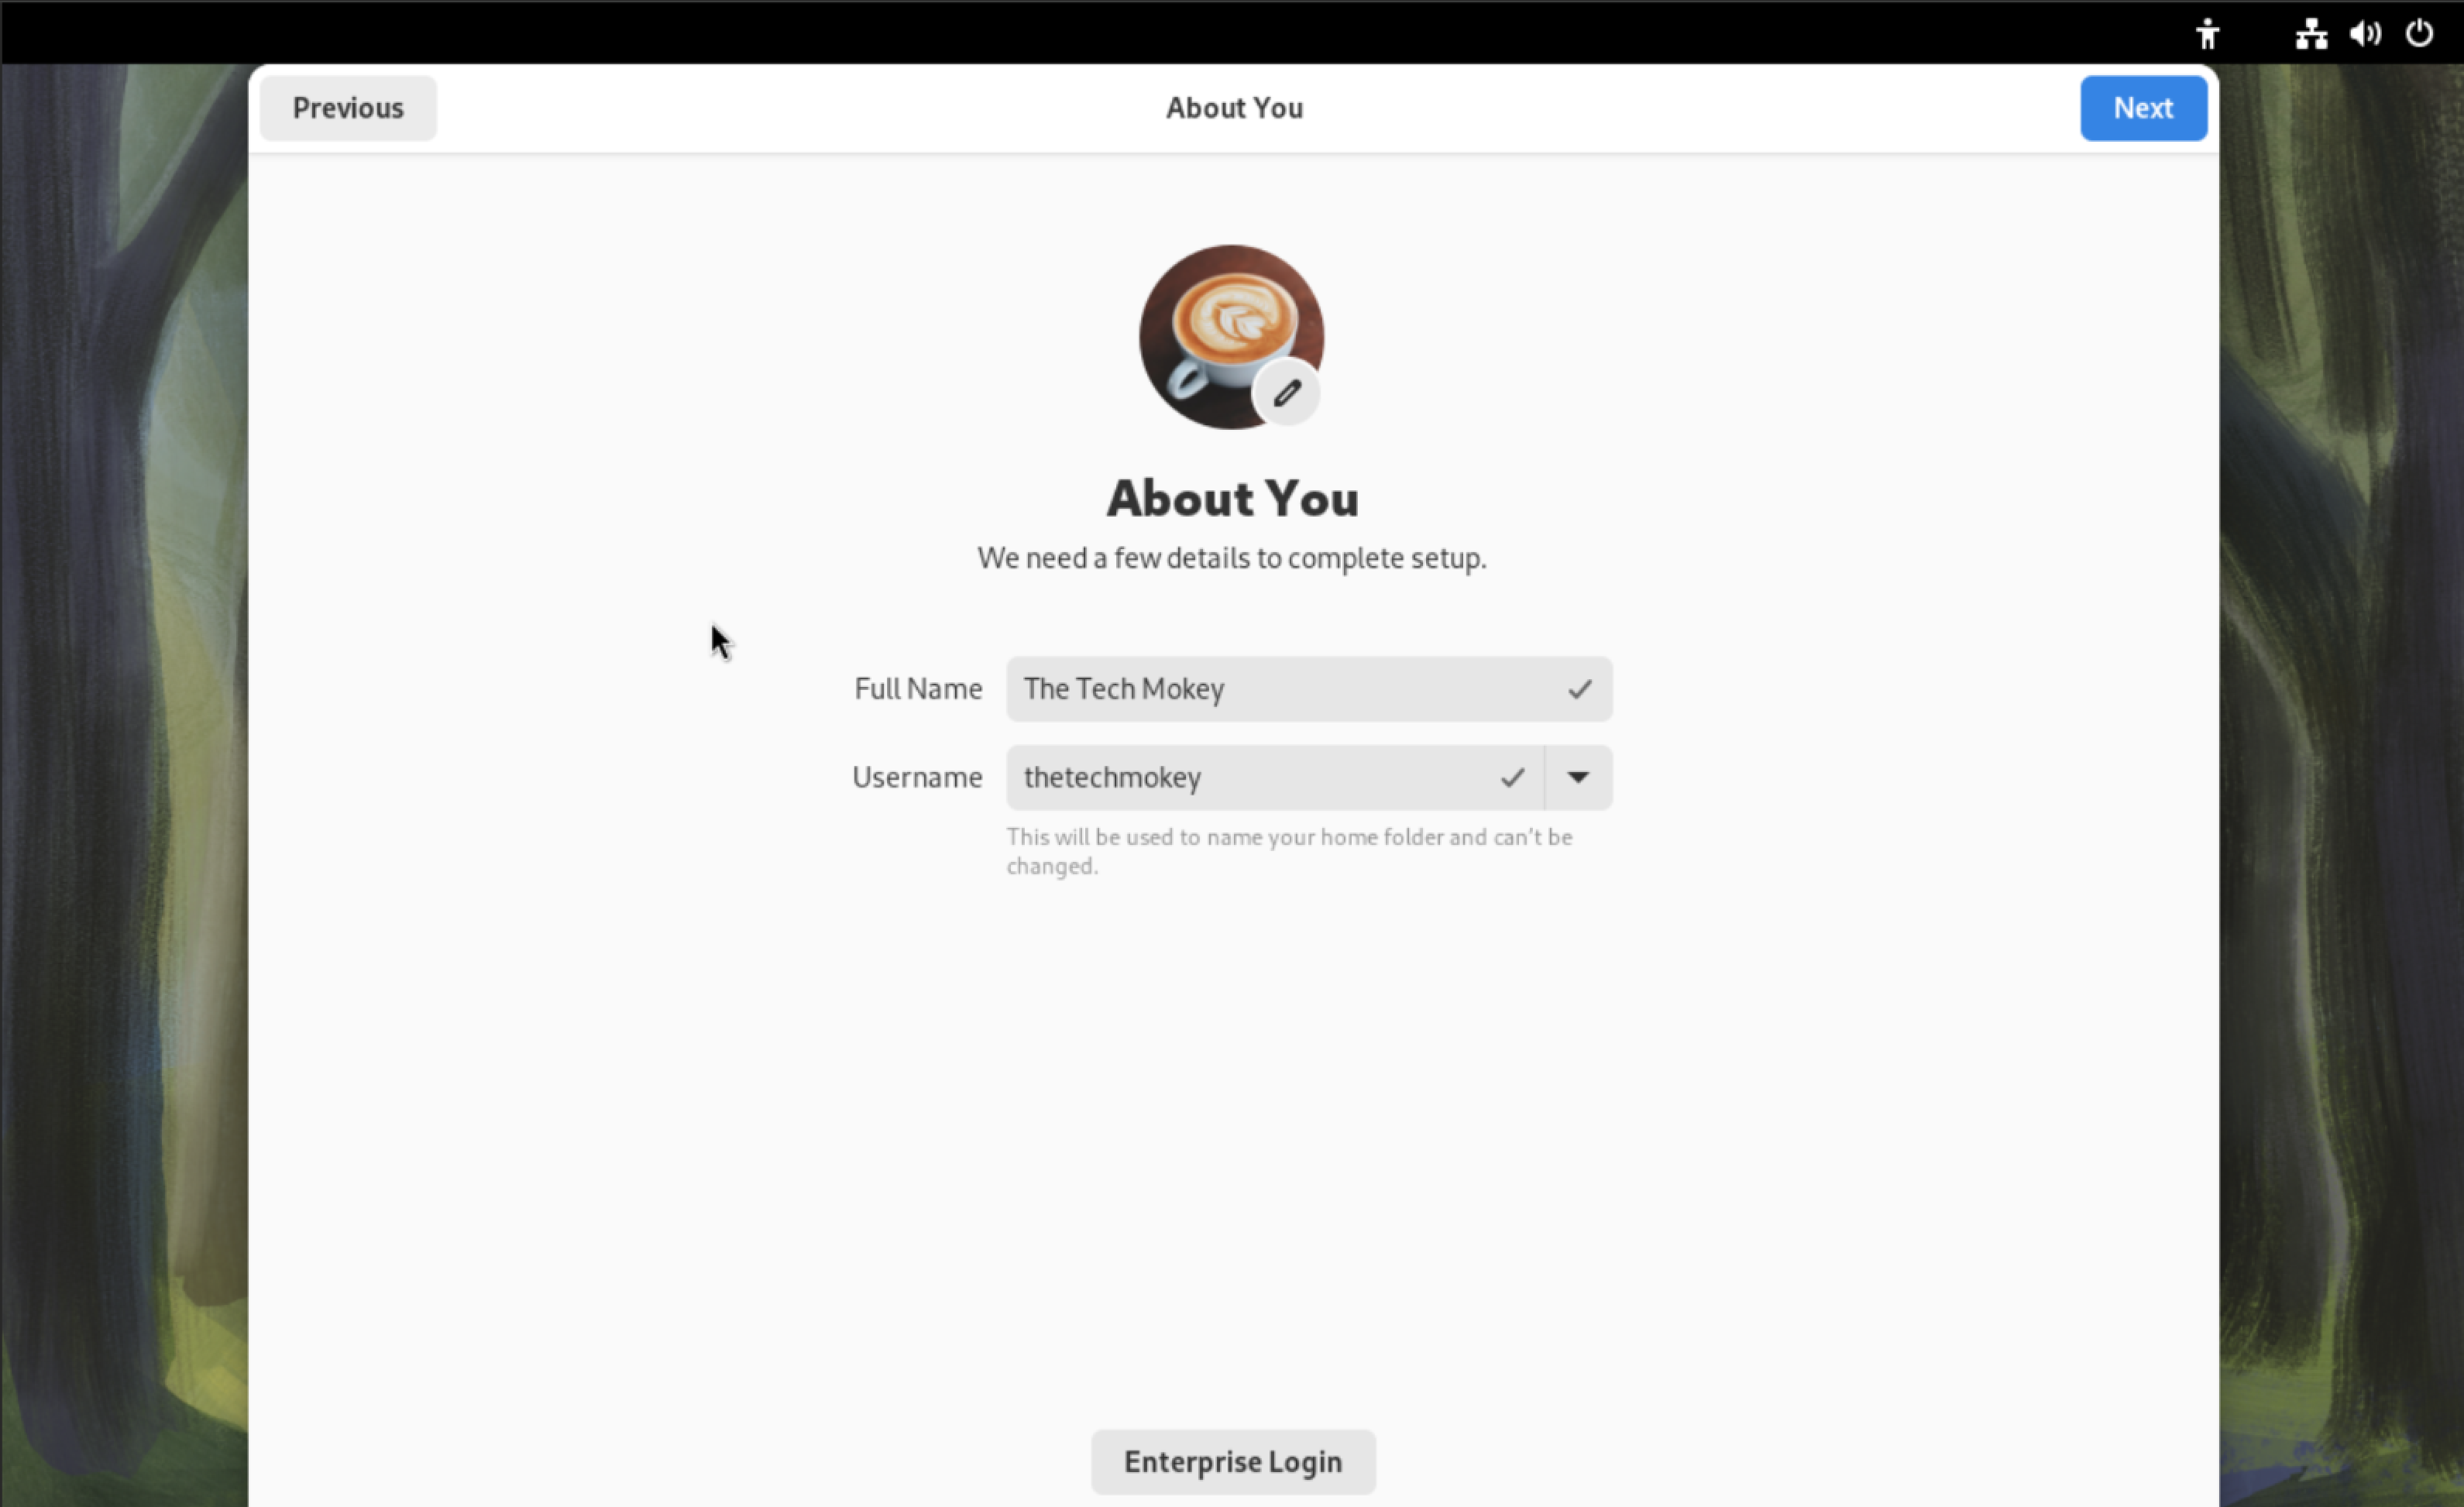 Previous
About You
Next
About You
We need a few details to complete setup.
Full Name
The Tech Mokey
Username
thetechmokey
This will be used to name your home folder and can’t be
changed.
Enterprise Login